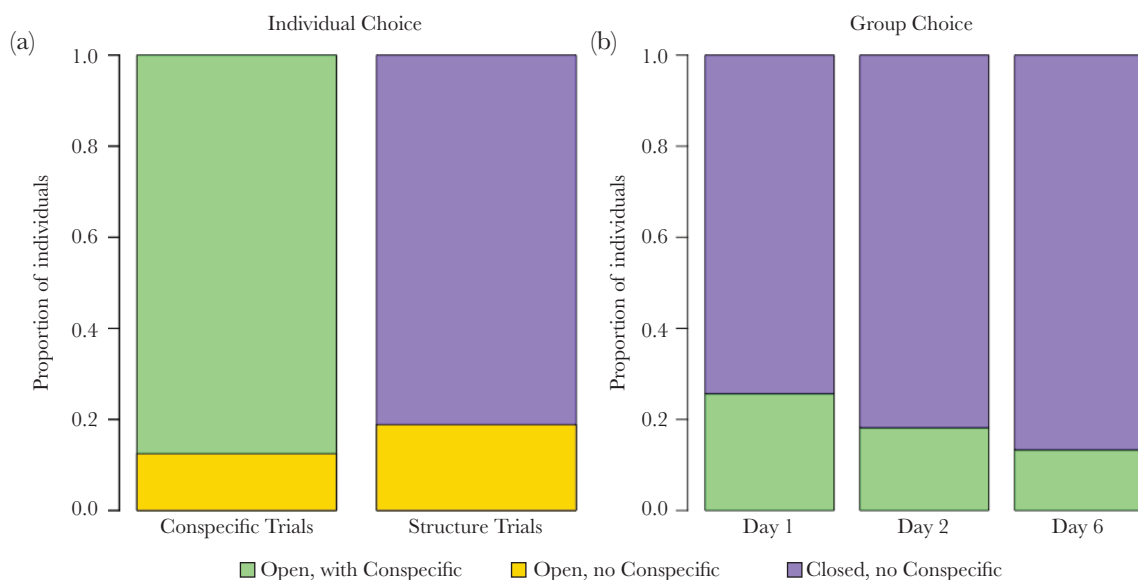 (a)
Individual Choice
Proportion of individuals
1.0
0.8
0.6
0.4
0.2
0.0
Conspecific Trials
Structure Trials
(b)
Group Choice
Proportion of individuals
1.0
0.8
0.6
0.4
0.2
0.0
Day 1
Day 2
Day 6
Open, with Conspecific
Open, no Conspecific
Closed, no Conspecific